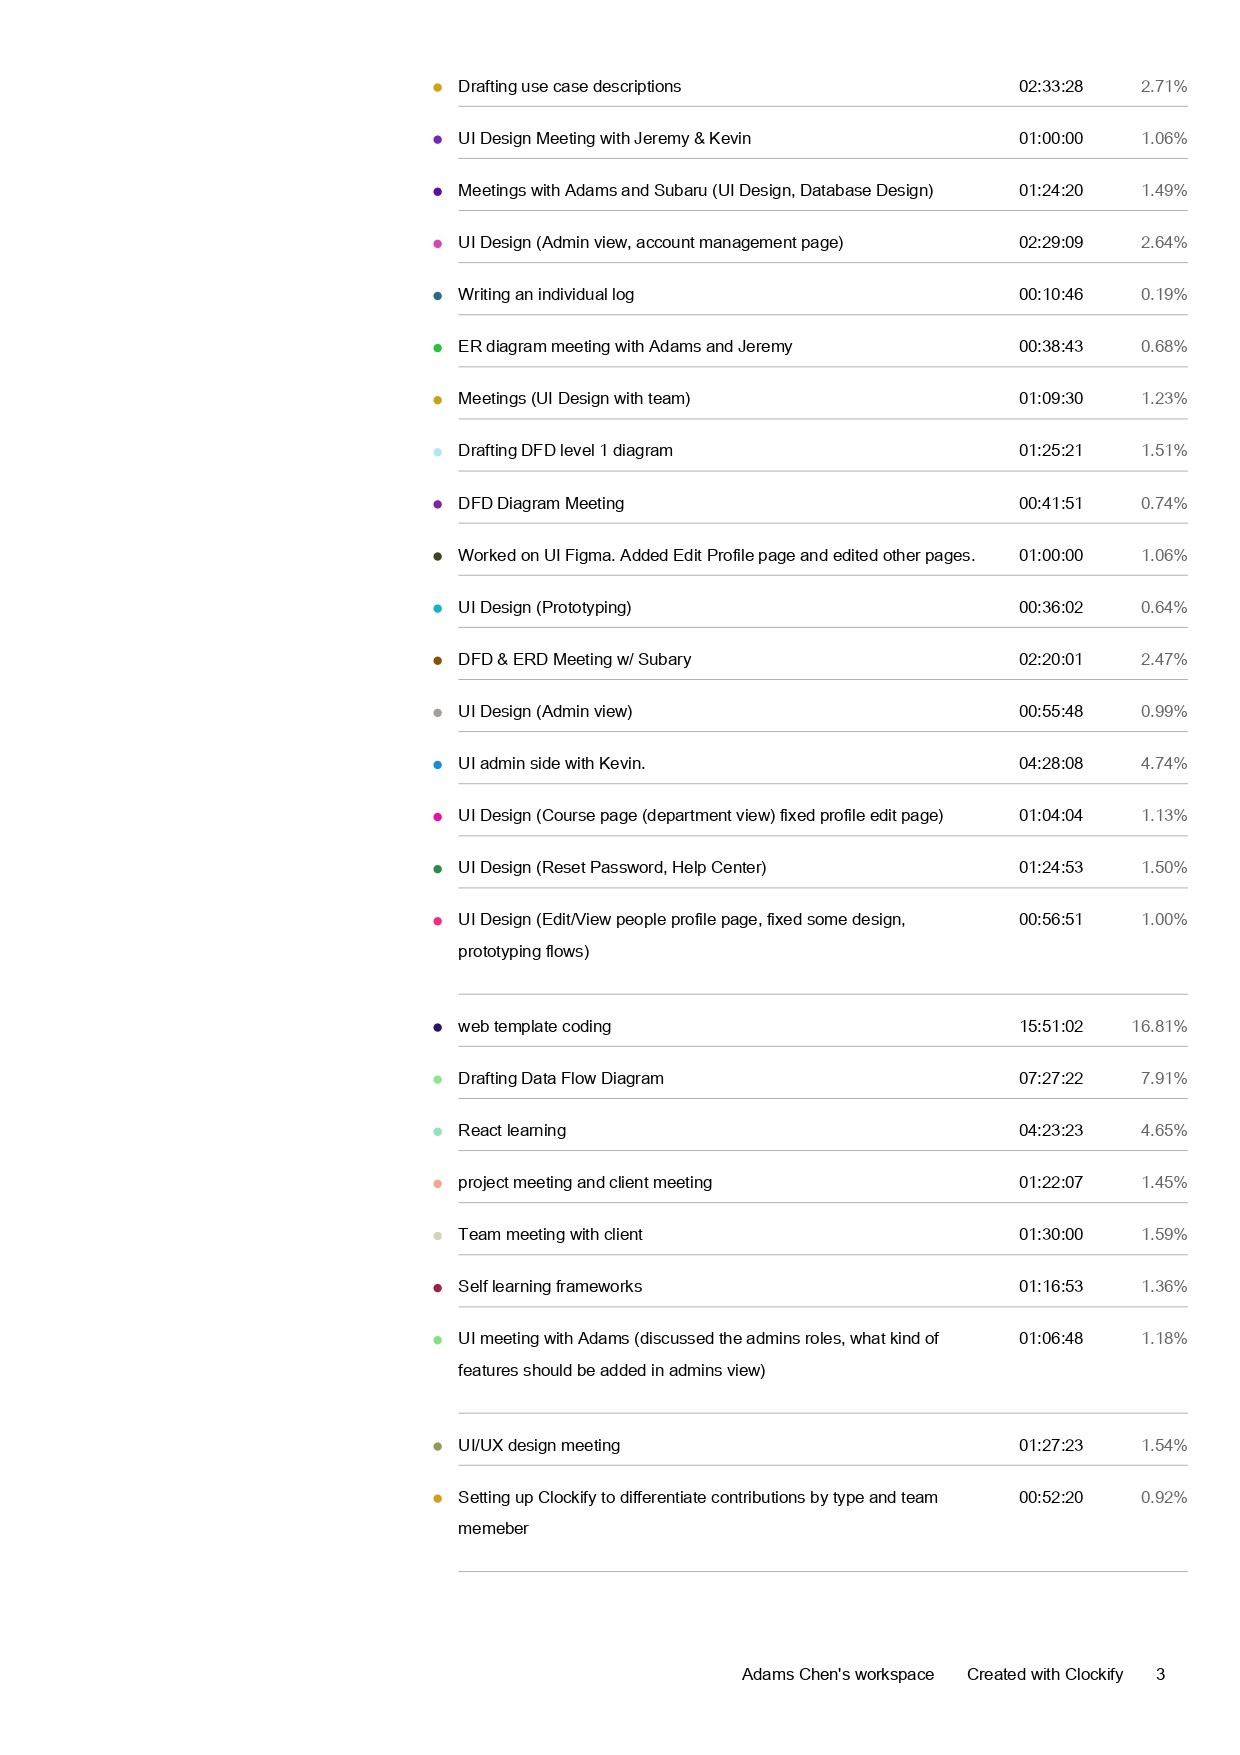 Drafting use case descriptions 02:33:28 2.71%
UI Design Meeting with Jeremy & Kevin 01:00:00 1.06%
Meetings with Adams and Subaru (UI Design, Database Design) 01:24:20 1.49%
UI Design (Admin view, account management page) 02:29:09 2.64%
Writing an individual log 00:10:46 0.19%
ER diagram meeting with Adams and Jeremy 00:38:43 0.68%
Meetings (UI Design with team) 01:09:30 1.23%
Drafting DFD level 1 diagram 01:25:21 1.51%
DFD Diagram Meeting 00:41:51 0.74%
Worked on UI Figma. Added Edit Profile page and edited other pages. 01:00:00 1.06%
UI Design (Prototyping) 00:36:02 0.64%
DFD & ERD Meeting w/ Subary 02:20:01 2.47%
UI Design (Admin view) 00:55:48 0.99%
UI admin side with Kevin. 04:28:08 4.74%
UI Design (Course page (department view) fixed profile edit page) 01:04:04 1.13%
UI Design (Reset Password, Help Center) 01:24:53 1.50%
UI Design (Edit/View people profile page, fixed some design, 00:56:51 1.00%
prototyping flows)
web template coding 15:51:02 16.81%
Drafting Data Flow Diagram 07:27:22 7.91%
React learning 04:23:23 4.65%
project meeting and client meeting 01:22:07 1.45%
Team meeting with client 01:30:00 1.59%
Self learning frameworks 01:16:53 1.36%
UI meeting with Adams (discussed the admins roles, what kind of 01:06:48 1.18%
features should be added in admins view)
UI/UX design meeting 01:27:23 1.54%
Setting up Clockify to differentiate contributions by type and team 00:52:20 0.92%
memeber
Adams Chen's workspace Created with Clockify 3